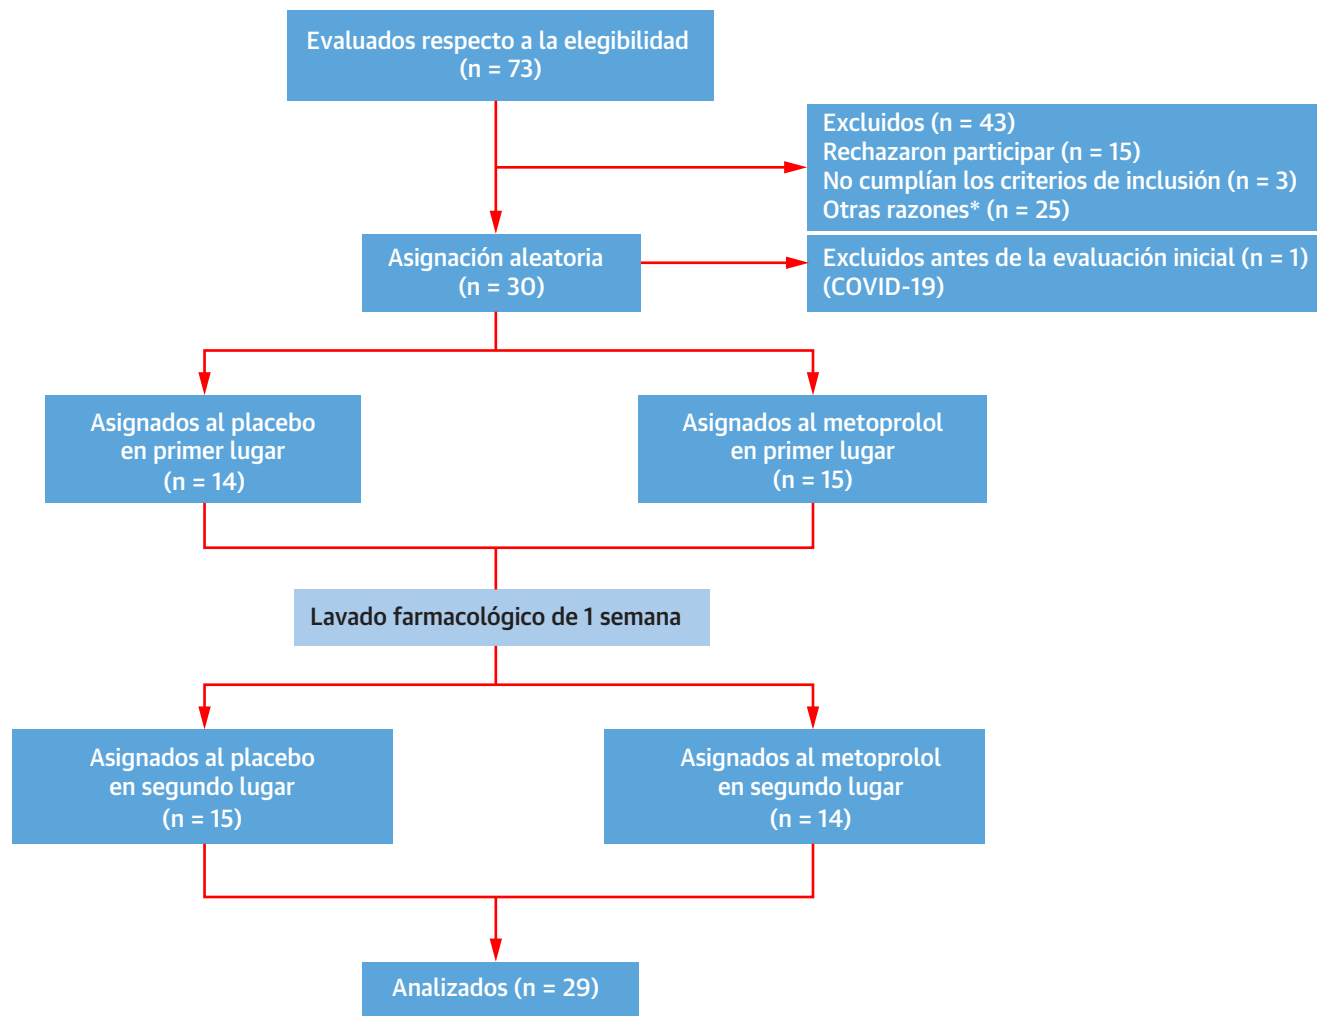 Evaluados respecto a la elegibilidad
(n = 73)
Excluidos (n = 43)
Rechazaron participar (n = 15)
No cumplían los criterios de inclusión (n = 3)
Otras razones* (n = 25)
Asignación aleatoria
(n = 30)
Excluidos antes de la evaluación inicial (n = 1)
(COVID-19)
Asignados al placebo
en primer lugar
(n = 14)
Asignados al metoprolol
en primer lugar
(n = 15)
Lavado farmacológico de 1 semana
Asignados al placebo
en segundo lugar
(n = 15)
Asignados al metoprolol
en segundo lugar
(n = 14)
Analizados (n = 29)